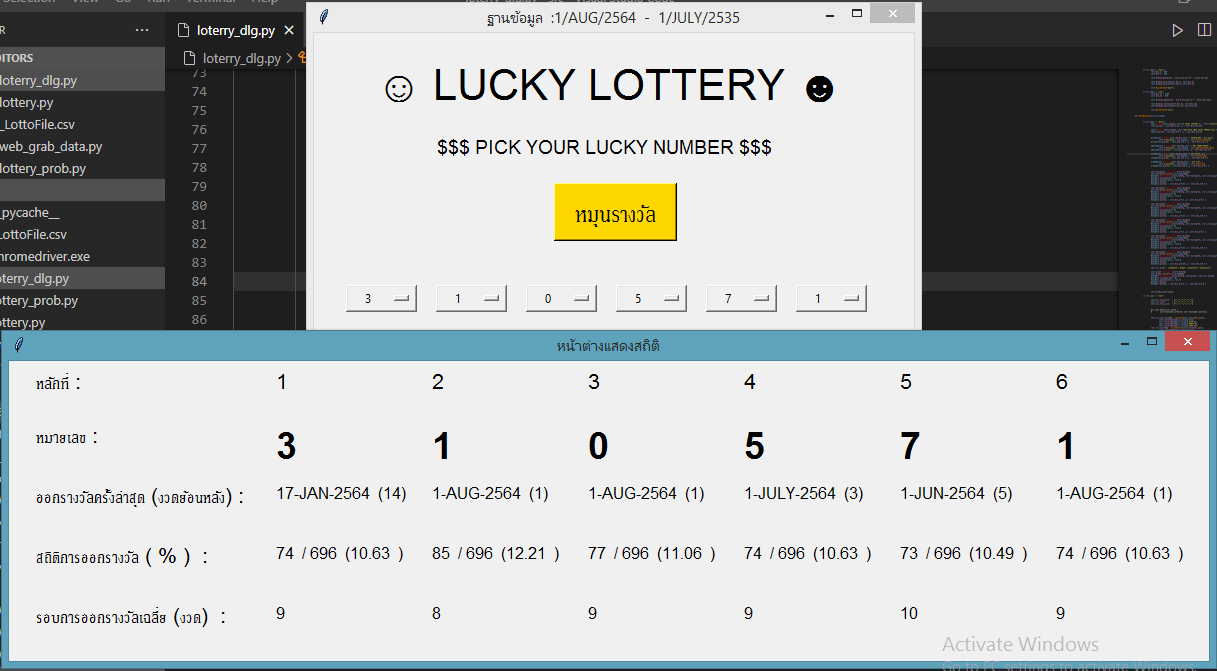 ฐานข้อมูล :1/AUG/2564 - 1/JULY/2535
loterry_dlg.py
loterry_dlg.py
73
74
75
76
77
78
79
80
81
82
83
84
85
86
loterry_dlg.py
lottery.py
_LottoFile.csv
web_grab_data.py
lottery_prob.py
_pycache__
LottoFile.csv
hromedriver.exe
oterry_dlg.py
ottery_prob.py
ottery.py
☺ LUCKY LOTTERY ☻
$$$ PICK YOUR LUCKY NUMBER $$$
หมุนรางวัล
3 1 0 5 7 1
หน้าต่างแสดงสถิติ
หลักที่ : 1 2 3 4 5 6
หมายเลข : 3 1 0 5 7 1
ออกรางวัลครั้งล่าสุด (งวดย้อนหลัง) : 17-JAN-2564 (14) 1-AUG-2564 (1) 1-AUG-2564 (1) 1-JULY-2564 (3) 1-JUN-2564 (5) 1-AUG-2564 (1)
สถิติการออกรางวัล ( % ) : 74 / 696 (10.63 ) 85 / 696 (12.21 ) 77 / 696 (11.06 ) 74 / 696 (10.63 ) 73 / 696 (10.49 ) 74 / 696 (10.63 )
รอบการออกรางวัลเฉลี่ย (งวด) : 9 8 9 9 10 9
Activate Windows
Go to PC settings to activate Windows.